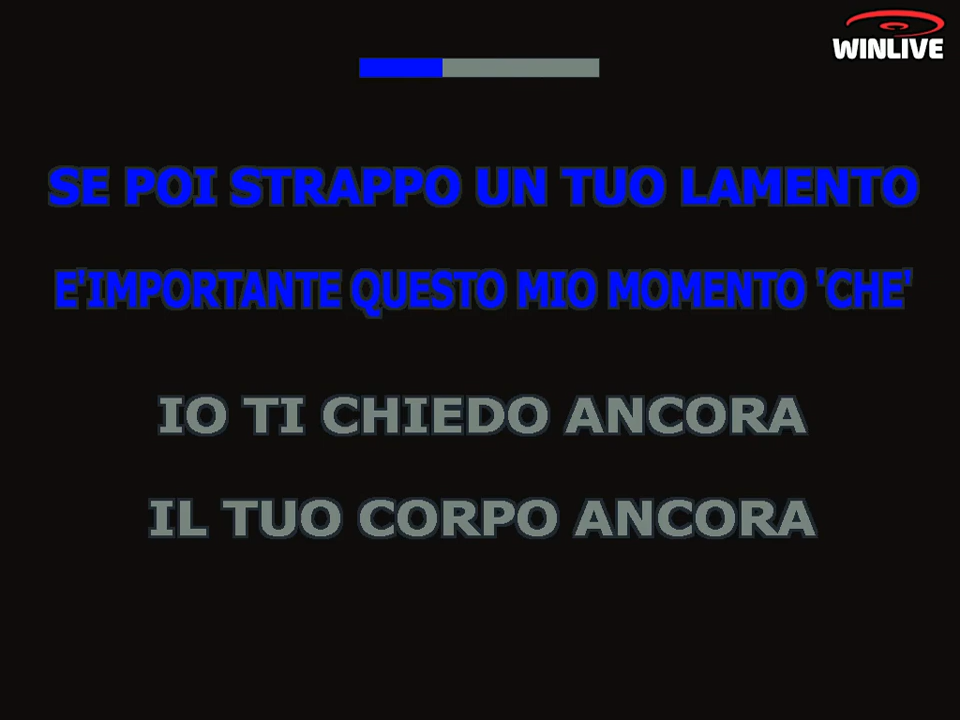 WINLIVE
SE POI STRAPPO UN TUO LAMENTO
E'IMPORTANTE QUESTO MIO MOMENTO 'CHE'
IO TI CHIEDO ANCORA
IL TUO CORPO ANCORA